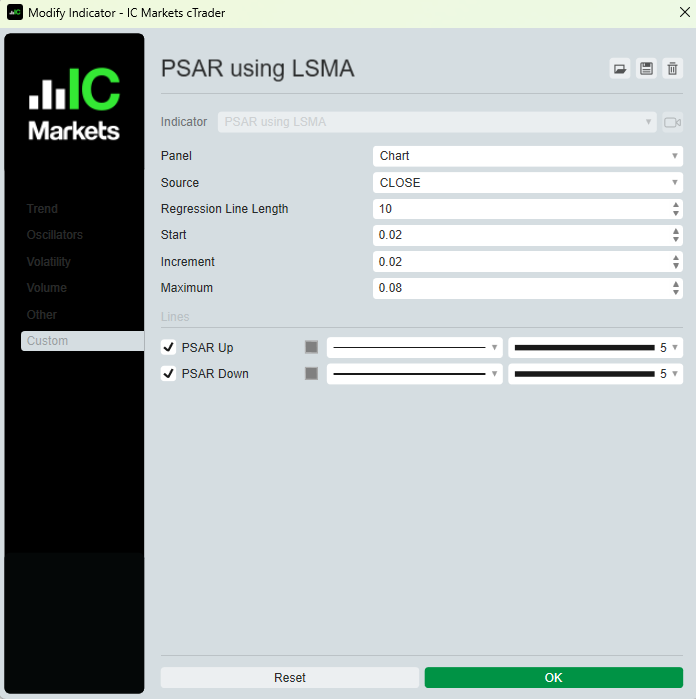 Modify Indicator - IC Markets cTrader
IC
Markets
Trend
Oscillators
Volatility
Volume
Other
Custom
PSAR using LSMA
Indicator PSAR using LSMA
Panel Chart
Source CLOSE
Regression Line Length 10
Start 0.02
Increment 0.02
Maximum 0.08
Lines
PSAR Up 5
PSAR Down 5
Reset OK